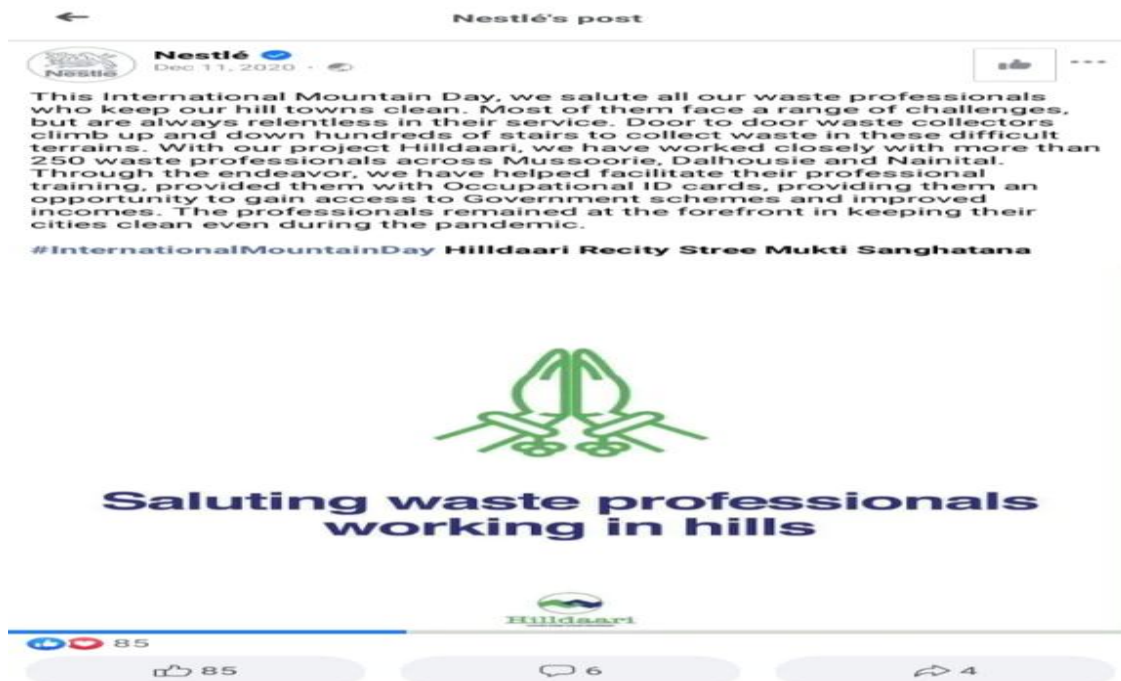 Nestlé's post
Nestlé
Nestlé
Dec 11, 2020
This International Mountain Day, we salute all our waste professionals
who keep our hill towns clean. Most of them face a range of challenges,
but are always relentless in their service. Door to door waste collectors
climb up and down hundreds of stairs to collect waste in these difficult
terrains. With our project Hilldaari, we have worked closely with more than
250 waste professionals across Mussoorie, Dalhousie and Nainital.
Through the endeavor, we have helped facilitate their professional
training, provided them with Occupational ID cards, providing them an
opportunity to gain access to Government schemes and improved
incomes. The professionals remained at the forefront in keeping their
cities clean even during the pandemic.
#InternationalMountainDay Hilldaari Recity Stree Mukti Sanghatana
Saluting waste professionals
working in hills
Hilldaari
85
85
6
4